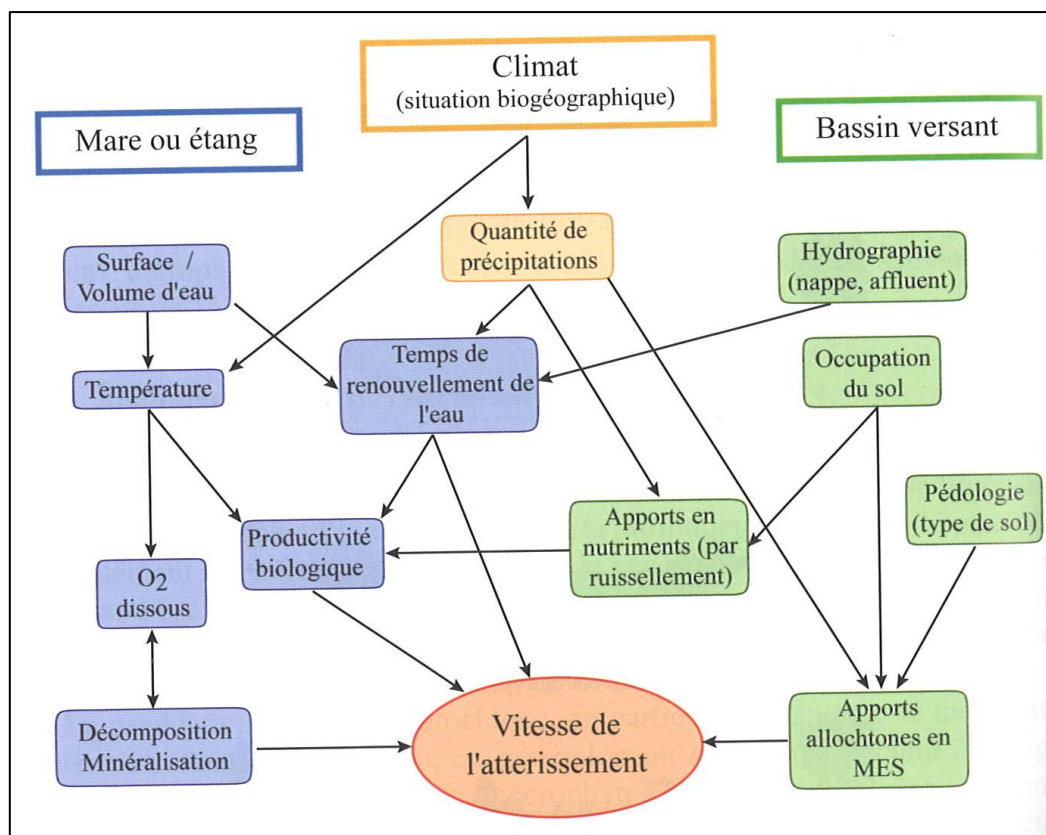 Climat
(situation biogéographique)
Mare ou étang
Bassin versant
Quantité de
précipitations
Surface /
Volume d'eau
Hydrographie
(nappe, affluent)
Temps de
renouvellement de
l'eau
Occupation
du sol
Température
Pédologie
(type de sol)
Apports en
nutriments (par
ruissellement)
Productivité
biologique
O2
dissous
Vitesse de
l'atterissement
Apports
allochtones en
MES
Décomposition
Minéralisation